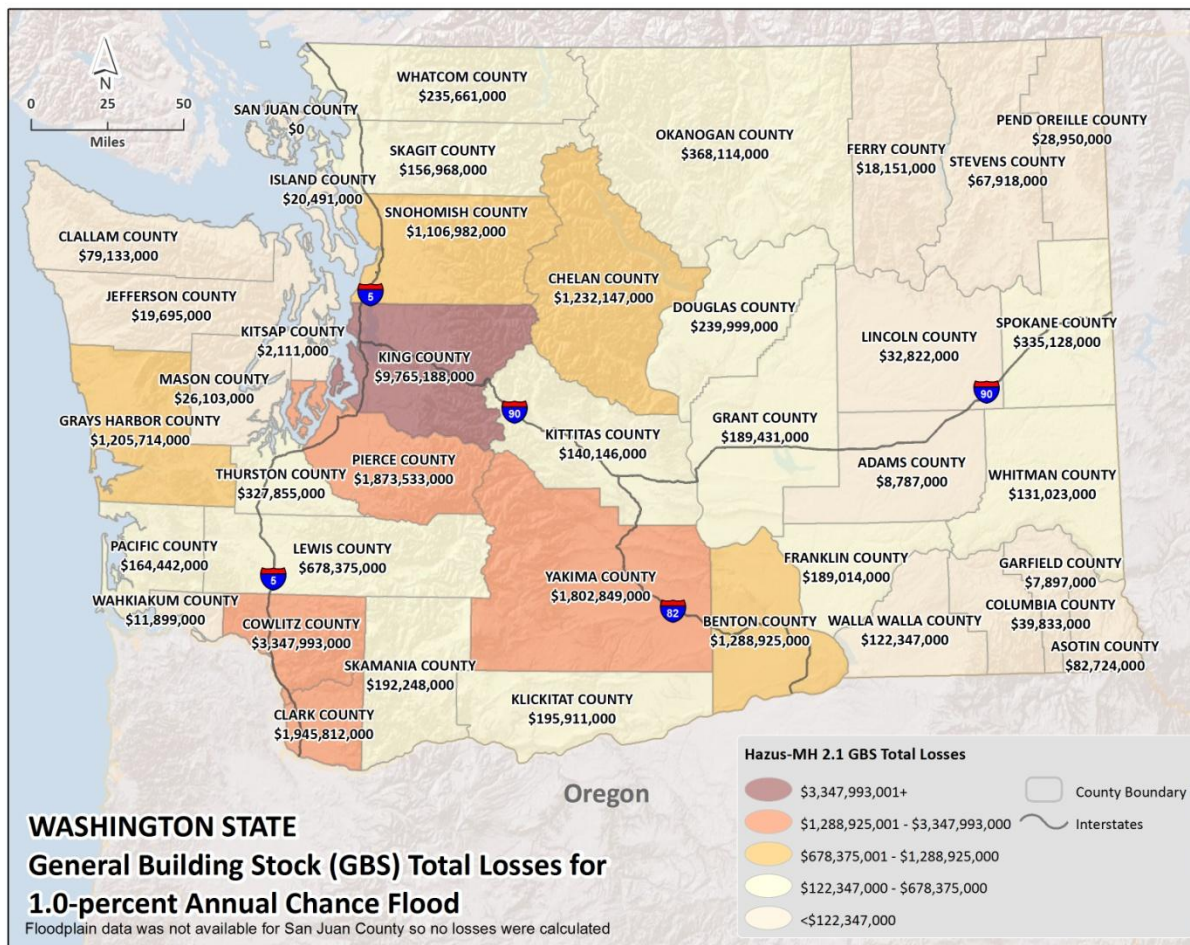 WHATCOM COUNTY
$235,661,000
N
0 25 50
Miles
SAN JUAN COUNTY
$0
SKAGIT COUNTY
$156,968,000
ISLAND COUNTY
$20,491,000
OKANOGAN COUNTY
$368,114,000
FERRY COUNTY
$18,151,000
PEND OREILLE COUNTY
$28,950,000
STEVENS COUNTY
$67,918,000
SNOHOMISH COUNTY
$1,106,982,000
CLALLAM COUNTY
$79,133,000
CHELAN COUNTY
$1,232,147,000
JEFFERSON COUNTY
$19,695,000
5
DOUGLAS COUNTY
$239,999,000
KITSAP COUNTY
$2,111,000
KING COUNTY
$9,765,188,000
LINCOLN COUNTY
$32,822,000
SPOKANE COUNTY
$335,128,000
MASON COUNTY
$26,103,000
90
90
GRAYS HARBOR COUNTY
$1,205,714,000
GRANT COUNTY
$189,431,000
KITTITAS COUNTY
$140,146,000
PIERCE COUNTY
$1,873,533,000
THURSTON COUNTY
$327,855,000
ADAMS COUNTY
$8,787,000
WHITMAN COUNTY
$131,023,000
PACIFIC COUNTY
$164,442,000
LEWIS COUNTY
$678,375,000
5
YAKIMA COUNTY
$1,802,849,000
82
FRANKLIN COUNTY
$189,014,000
GARFIELD COUNTY
$7,897,000
WAHKIAKUM COUNTY
$11,899,000
COWLITZ COUNTY
$3,347,993,000
BENTON COUNTY
$1,288,925,000
WALLA WALLA COUNTY
$122,347,000
COLUMBIA COUNTY
$39,833,000
ASOTIN COUNTY
$82,724,000
SKAMANIA COUNTY
$192,248,000
KLICKITAT COUNTY
$195,911,000
CLARK COUNTY
$1,945,812,000
Oregon
Hazus-MH 2.1 GBS Total Losses
$3,347,993,001+
County Boundary
$1,288,925,001 - $3,347,993,000
Interstates
$678,375,001 - $1,288,925,000
$122,347,000 - $678,375,000
<$122,347,000
WASHINGTON STATE
General Building Stock (GBS) Total Losses for
1.0-percent Annual Chance Flood
Floodplain data was not available for San Juan County so no losses were calculated